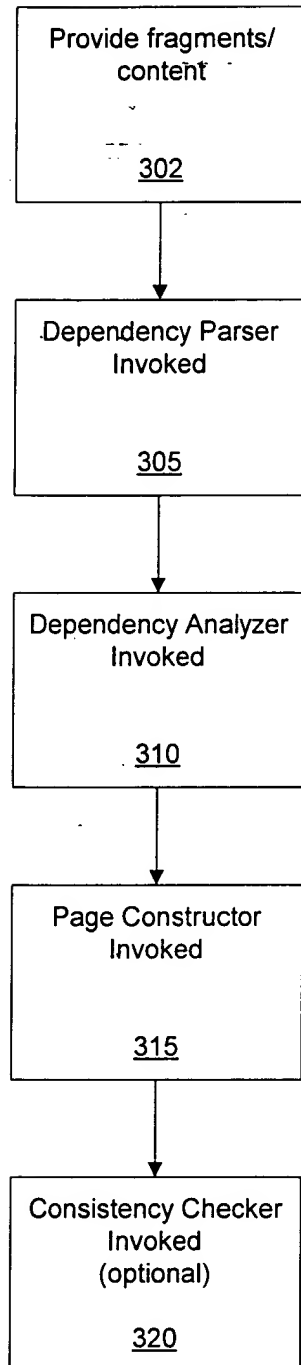 Provide fragments/
content
302
Dependency Parser
Invoked
305
Dependency Analyzer
Invoked
310
Page Constructor
Invoked
315
Consistency Checker
Invoked
(optional)
320